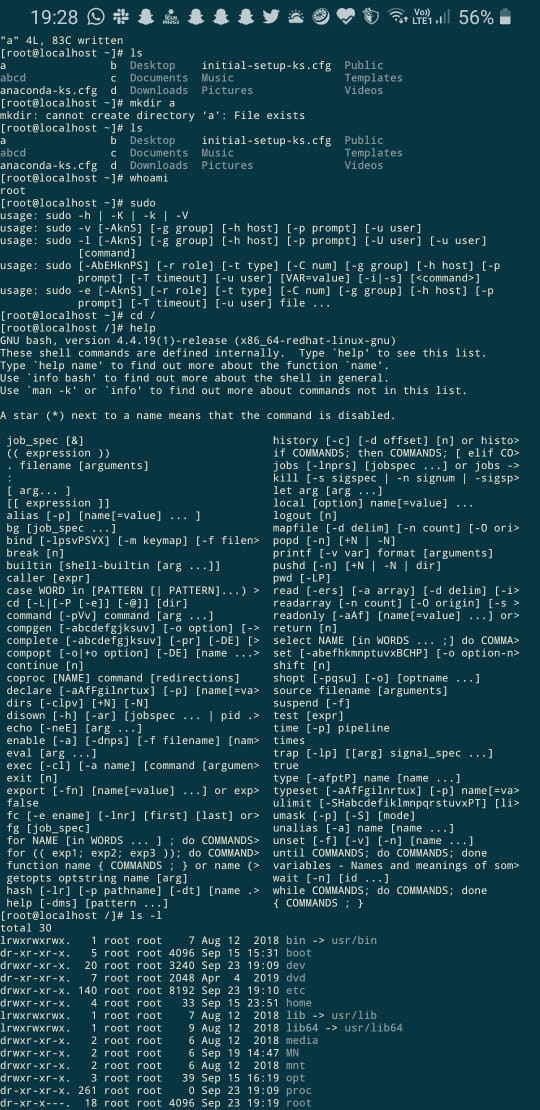 19:28 Vo)) LTE1 56%
"a" 4L, 83C written
[root@localhost ~]# ls
a b Desktop initial-setup-ks.cfg Public
abcd c Documents Music Templates
anaconda-ks.cfg d Downloads Pictures Videos
[root@localhost ~]# mkdir a
mkdir: cannot create directory ‘a’: File exists
[root@localhost ~]# ls
a b Desktop initial-setup-ks.cfg Public
abcd c Documents Music Templates
anaconda-ks.cfg d Downloads Pictures Videos
[root@localhost ~]# whoami
root
[root@localhost ~]# sudo
usage: sudo -h | -K | -k | -V
usage: sudo -v [-AknS] [-g group] [-h host] [-p prompt] [-u user]
usage: sudo -l [-AknS] [-g group] [-h host] [-p prompt] [-U user] [-u user]
[command]
usage: sudo [-AbEHknPS] [-r role] [-t type] [-C num] [-g group] [-h host] [-p
prompt] [-T timeout] [-u user] [VAR=value] [-i|-s] [<command>]
usage: sudo -e [-AknS] [-r role] [-t type] [-C num] [-g group] [-h host] [-p
prompt] [-T timeout] [-u user] file ...
[root@localhost ~]# cd /
[root@localhost /]# help
GNU bash, version 4.4.19(1)-release (x86_64-redhat-linux-gnu)
These shell commands are defined internally.  Type `help' to see this list.
Type `help name' to find out more about the function `name'.
Use `info bash' to find out more about the shell in general.
Use `man -k' or `info' to find out more about commands not in this list.
A star (*) next to a name means that the command is disabled.
job_spec [&] history [-c] [-d offset] [n] or histo>
(( expression )) if COMMANDS; then COMMANDS; [ elif CO>
. filename [arguments] jobs [-lnprs] [jobspec ...] or jobs ->
: kill [-s sigspec | -n signum | -sigsp>
[ arg... ] let arg [arg ...]
[[ expression ]] local [option] name[=value] ...
alias [-p] [name[=value] ... ] logout [n]
bg [job_spec ...] mapfile [-d delim] [-n count] [-O ori>
bind [-lpsvPSVX] [-m keymap] [-f filen> popd [-n] [+N | -N]
break [n] printf [-v var] format [arguments]
builtin [shell-builtin [arg ...]] pushd [-n] [+N | -N | dir]
caller [expr] pwd [-LP]
case WORD in [PATTERN [| PATTERN]...) > read [-ers] [-a array] [-d delim] [-i>
cd [-L|[-P [-e]] [-@]] [dir] readarray [-n count] [-O origin] [-s >
command [-pVv] command [arg ...] readonly [-aAf] [name[=value] ...] or>
compgen [-abcdefgjksuv] [-o option] [-> return [n]
complete [-abcdefgjksuv] [-pr] [-DE] [> select NAME [in WORDS ... ;] do COMMA>
compopt [-o|+o option] [-DE] [name ...> set [-abefhkmnptuvxBCHP] [-o option-n>
continue [n] shift [n]
coproc [NAME] command [redirections] shopt [-pqsu] [-o] [optname ...]
declare [-aAfFgilnrtux] [-p] [name[=va> source filename [arguments]
dirs [-clpv] [+N] [-N] suspend [-f]
disown [-h] [-ar] [jobspec ... | pid .> test [expr]
echo [-neE] [arg ...] time [-p] pipeline
enable [-a] [-dnps] [-f filename] [nam> times
eval [arg ...] trap [-lp] [[arg] signal_spec ...]
exec [-cl] [-a name] [command [argumen> true
exit [n] type [-afptP] name [name ...]
export [-fn] [name[=value] ...] or exp> typeset [-aAfFgilnrtux] [-p] name[=va>
false ulimit [-SHabcdefiklmnpqrstuvxPT] [li>
fc [-e ename] [-lnr] [first] [last] or> umask [-p] [-S] [mode]
fg [job_spec] unalias [-a] name [name ...]
for NAME [in WORDS ... ] ; do COMMANDS> unset [-f] [-v] [-n] [name ...]
for (( exp1; exp2; exp3 )); do COMMAND> until COMMANDS; do COMMANDS; done
function name { COMMANDS ; } or name (> variables - Names and meanings of som>
getopts optstring name [arg] wait [-n] [id ...]
hash [-lr] [-p pathname] [-dt] [name .> while COMMANDS; do COMMANDS; done
help [-dms] [pattern ...] { COMMANDS ; }
[root@localhost /]# ls -l
total 30
lrwxrwxrwx. 1 root root 7 Aug 12 2018 bin -> usr/bin
dr-xr-xr-x. 5 root root 4096 Sep 15 15:31 boot
drwxr-xr-x. 20 root root 3240 Sep 23 19:09 dev
dr-xr-xr-x. 7 root root 2048 Apr 4 2019 dvd
drwxr-xr-x. 140 root root 8192 Sep 23 19:10 etc
drwxr-xr-x. 4 root root 33 Sep 15 23:51 home
lrwxrwxrwx. 1 root root 7 Aug 12 2018 lib -> usr/lib
lrwxrwxrwx. 1 root root 9 Aug 12 2018 lib64 -> usr/lib64
drwxr-xr-x. 2 root root 6 Aug 12 2018 media
drwxr-xr-x. 2 root root 6 Sep 19 14:47 MN
drwxr-xr-x. 2 root root 6 Aug 12 2018 mnt
drwxr-xr-x. 3 root root 39 Sep 15 16:19 opt
dr-xr-xr-x. 261 root root 0 Sep 23 19:09 proc
dr-xr-x---. 18 root root 4096 Sep 23 19:19 root